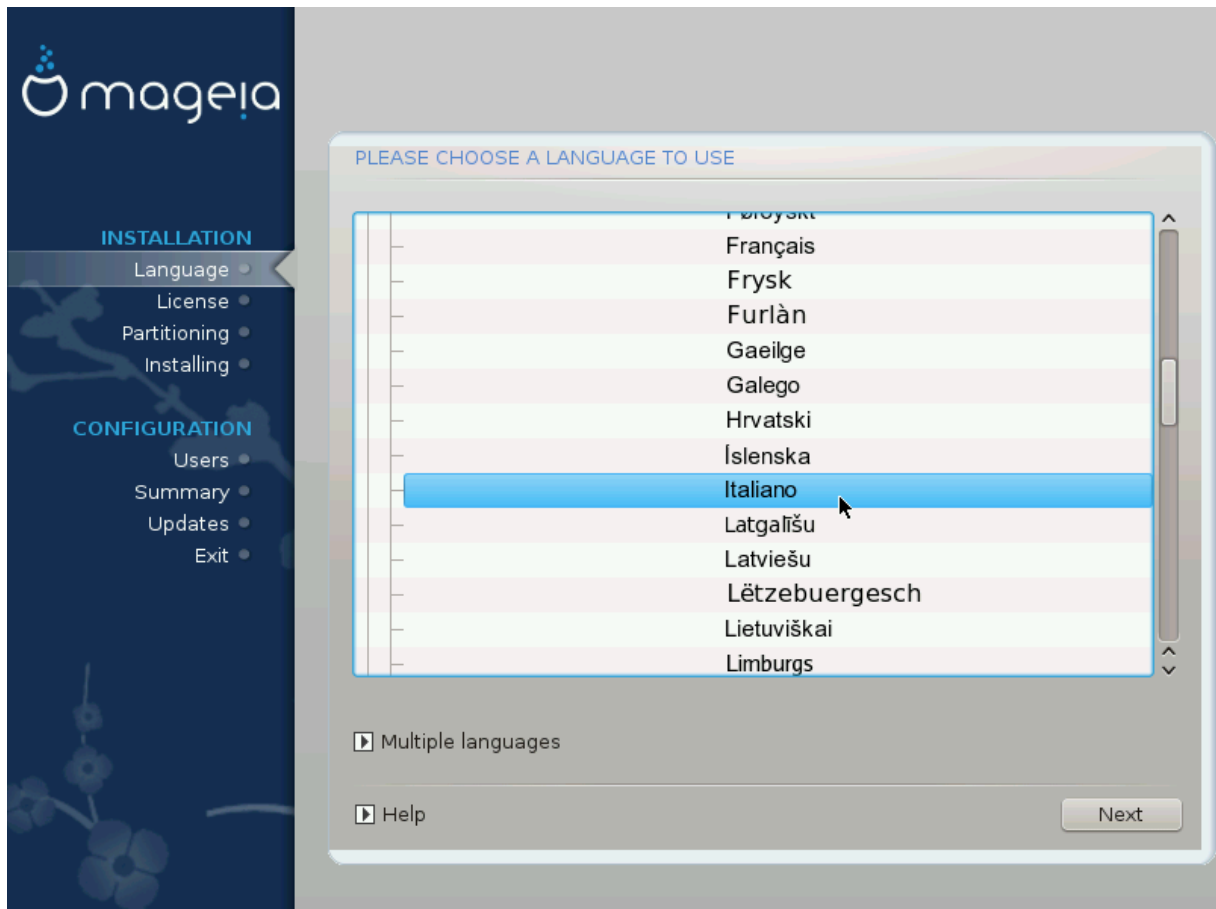 mageia
INSTALLATION
Language
License
Partitioning
Installing
CONFIGURATION
Users
Summary
Updates
Exit
PLEASE CHOOSE A LANGUAGE TO USE
Føroyskt
Français
Frysk
Furlàn
Gaeilge
Galego
Hrvatski
Íslenska
Italiano
Latgalīšu
Latviešu
Lëtzebuergesch
Lietuviškai
Limburgs
Multiple languages
Help
Next